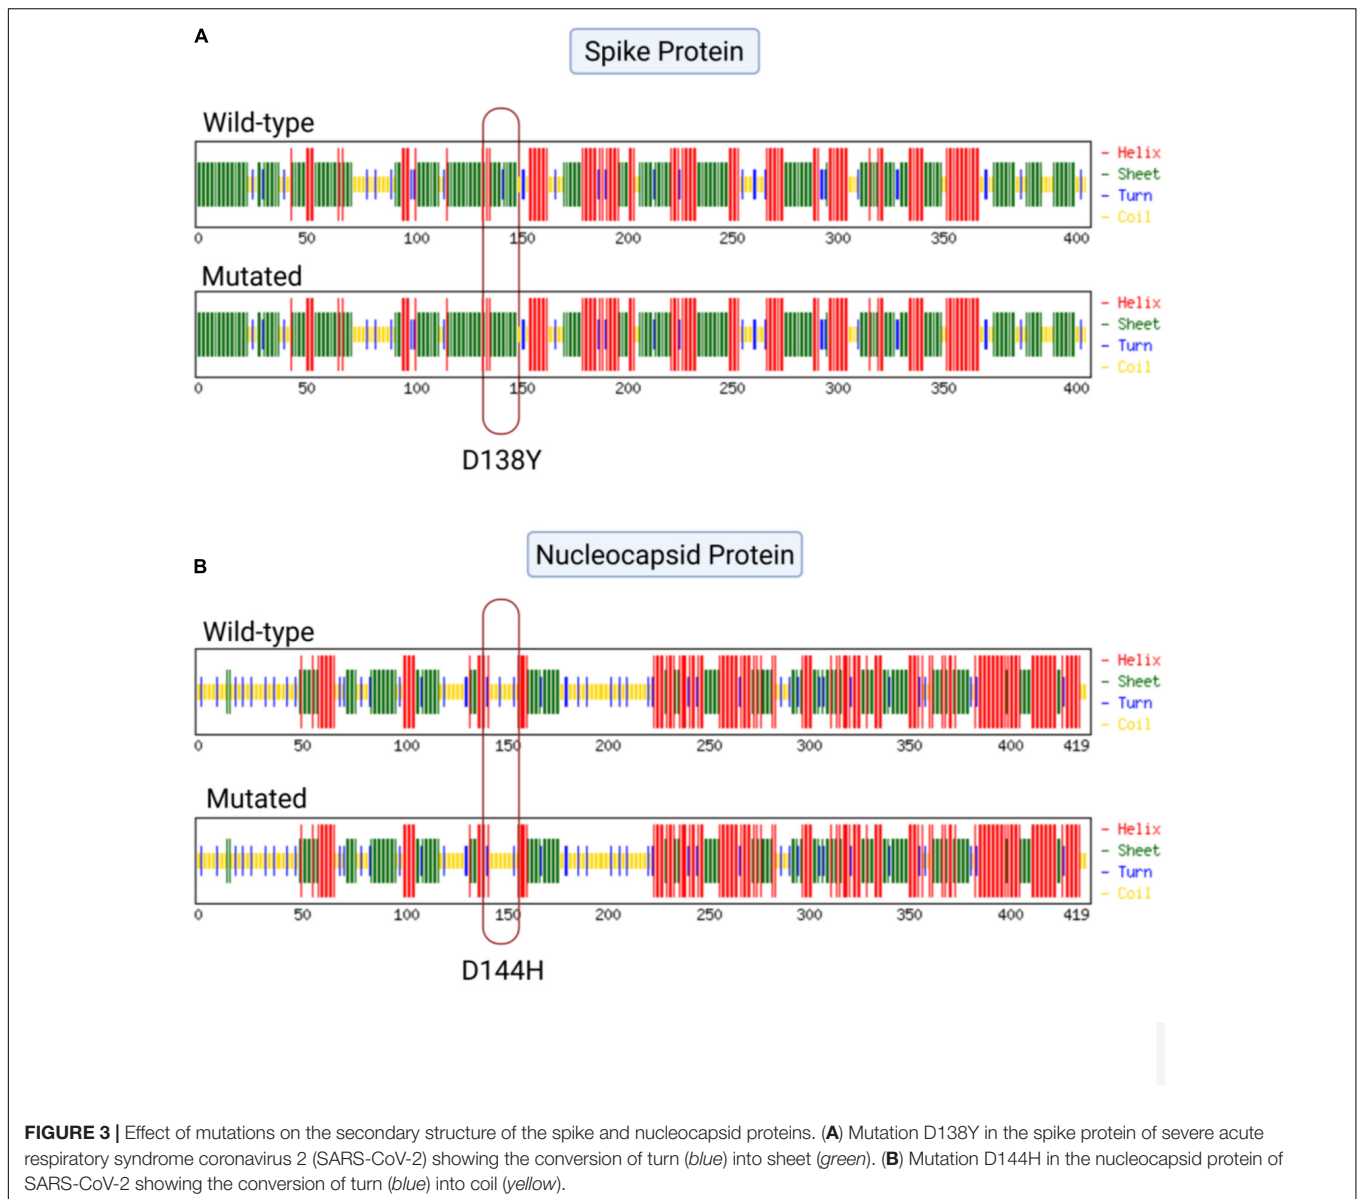 A
Spike Protein
Wild-type
- Helix
- Sheet
- Turn
- Coil
0 50 100 150 200 250 300 350 400
Mutated
- Helix
- Sheet
- Turn
- Coil
0 50 100 150 200 250 300 350 400
D138Y
B
Nucleocapsid Protein
Wild-type
- Helix
- Sheet
- Turn
- Coil
0 50 100 150 200 250 300 350 400 419
Mutated
- Helix
- Sheet
- Turn
- Coil
0 50 100 150 200 250 300 350 400 419
D144H
FIGURE 3 | Effect of mutations on the secondary structure of the spike and nucleocapsid proteins. (A) Mutation D138Y in the spike protein of severe acute
respiratory syndrome coronavirus 2 (SARS-CoV-2) showing the conversion of turn (blue) into sheet (green). (B) Mutation D144H in the nucleocapsid protein of
SARS-CoV-2 showing the conversion of turn (blue) into coil (yellow).